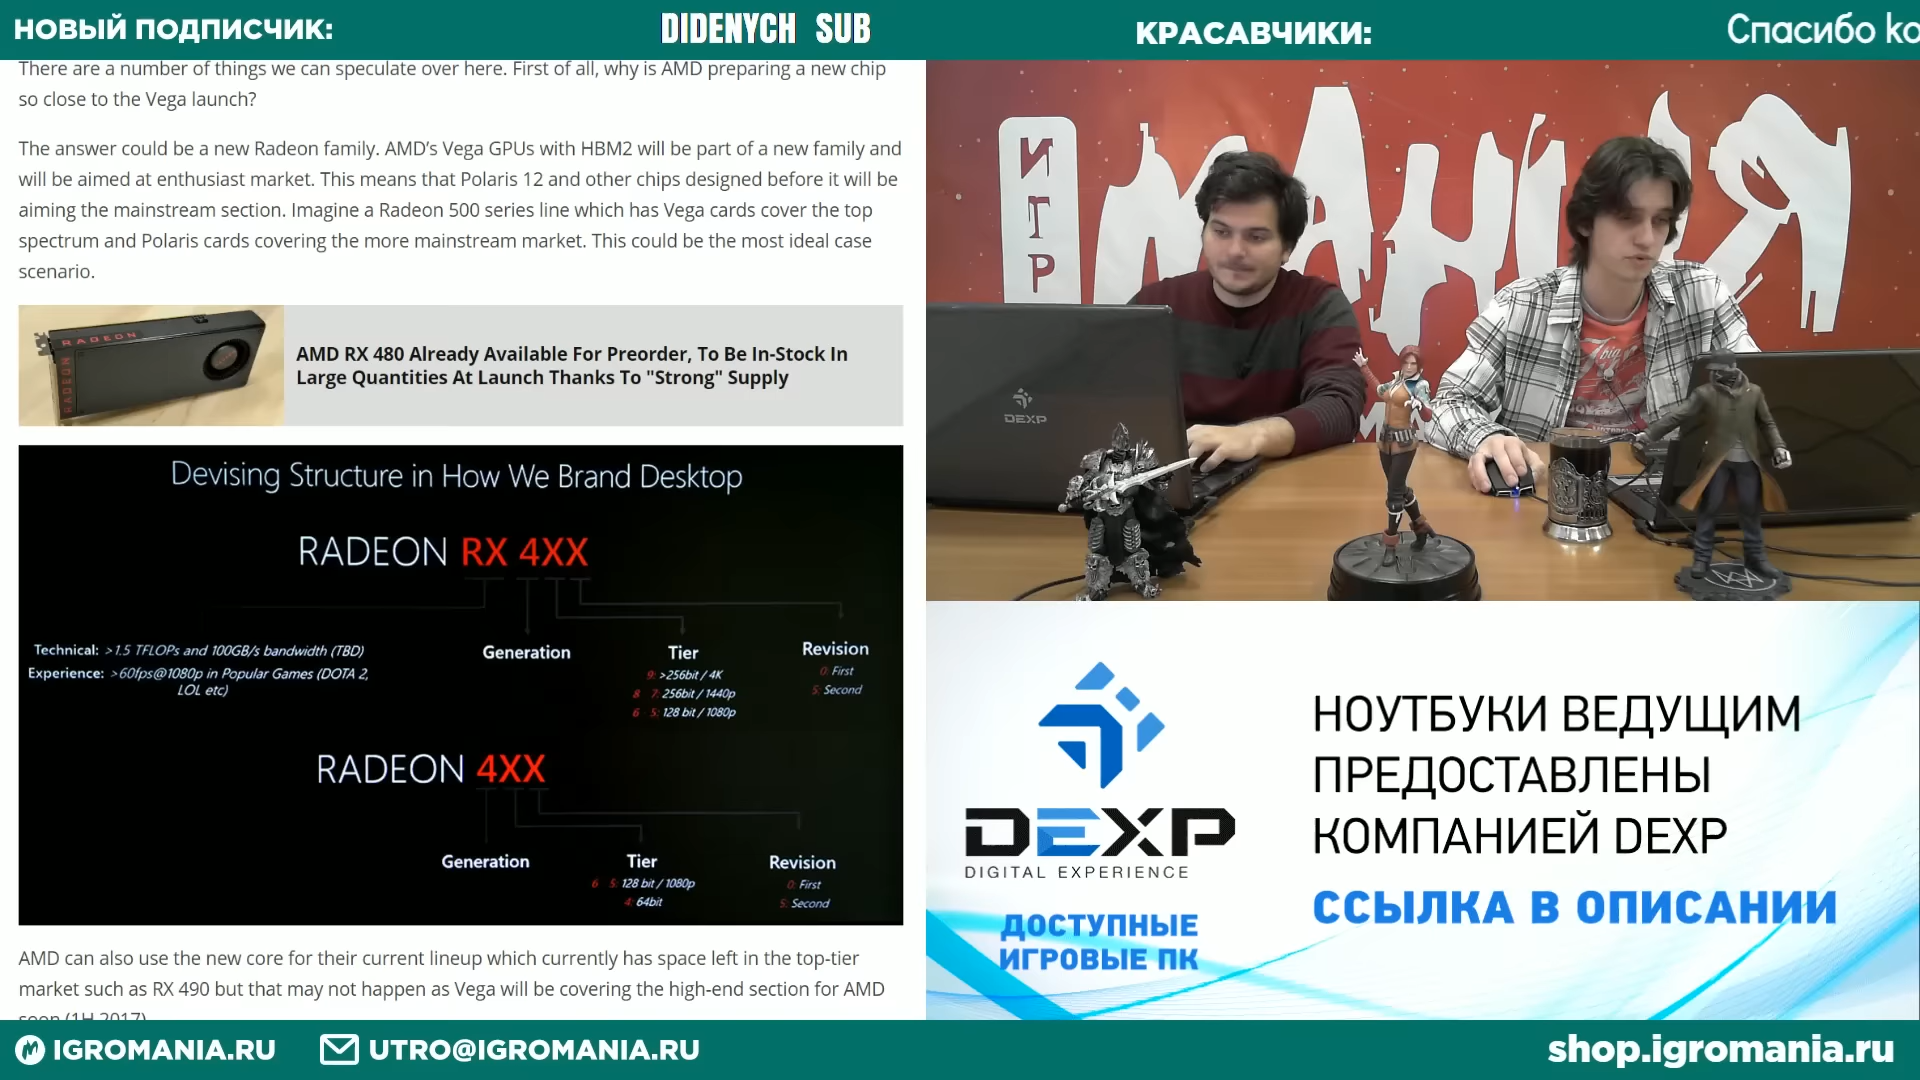 НОВЫЙ ПОДПИСЧИК:
DIDENYCH SUB
КРАСАВЧИКИ:
Спасибо ko
There are a number of things we can speculate over here. First of all, why is AMD preparing a new chip
so close to the Vega launch?
The answer could be a new Radeon family. AMD’s Vega GPUs with HBM2 will be part of a new family and
will be aimed at enthusiast market. This means that Polaris 12 and other chips designed before it will be
aiming the mainstream section. Imagine a Radeon 500 series line which has Vega cards cover the top
spectrum and Polaris cards covering the more mainstream market. This could be the most ideal case
scenario.
RADEON
RADEON
AMD RX 480 Already Available For Preorder, To Be In-Stock In
Large Quantities At Launch Thanks To "Strong" Supply
Devising Structure in How We Brand Desktop
RADEON RX 4XX
Technical: >1.5 TFLOPs and 100GB/s bandwidth (TBD)
Experience: >60fps@1080p in Popular Games (DOTA 2,
LOL etc)
Generation
Tier
9: >256bit / 4K
8 7: 256bit / 1440p
6 5: 128 bit / 1080p
Revision
0: First
5: Second
RADEON 4XX
Generation
Tier
6 5: 128 bit / 1080p
4: 64bit
Revision
0: First
5: Second
AMD can also use the new core for their current lineup which currently has space left in the top-tier
market such as RX 490 but that may not happen as Vega will be covering the high-end section for AMD
soon (1H 2017)
ИГР
МАНИЯ
DEXP
DEXP
DIGITAL EXPERIENCE
ДОСТУПНЫЕ
ИГРОВЫЕ ПК
НОУТБУКИ ВЕДУЩИМ
ПРЕДОСТАВЛЕНЫ
КОМПАНИЕЙ DEXP
ССЫЛКА В ОПИСАНИИ
IGROMANIA.RU
UTRO@IGROMANIA.RU
shop.igromania.ru